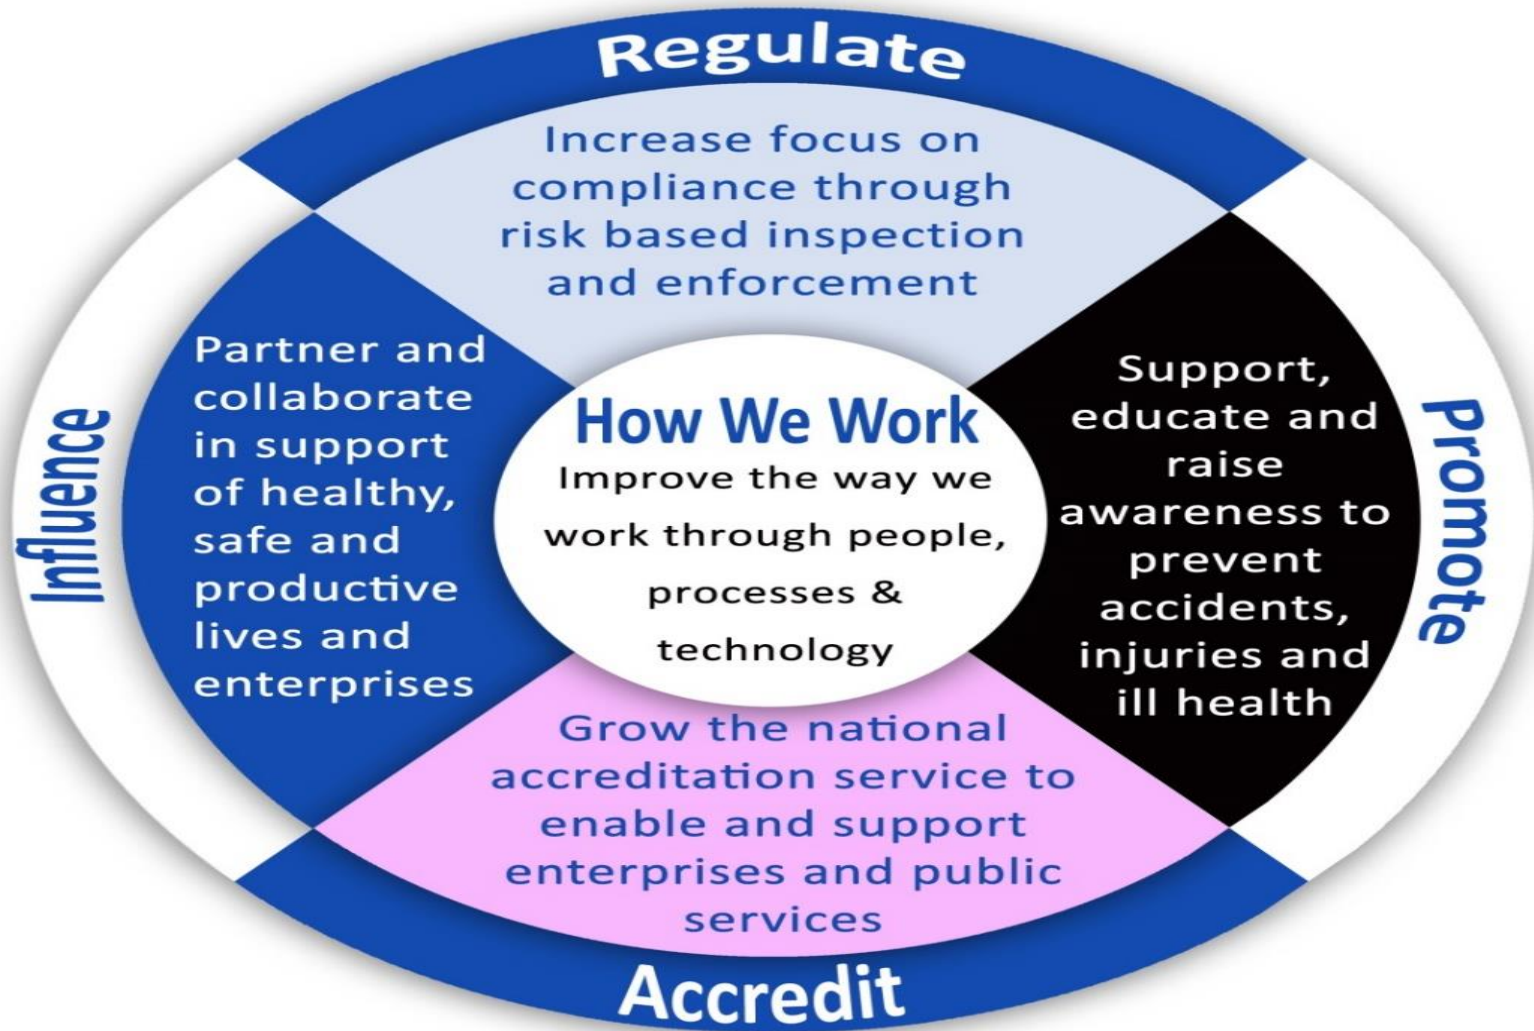 Regulate
Increase focus on
compliance through
risk based inspection
and enforcement
Influence
Partner and
collaborate
in support
of healthy,
safe and
productive
lives and
enterprises
How We Work
Improve the way we
work through people,
processes &
technology
Support,
educate and
raise
awareness to
prevent
accidents,
injuries and
ill health
Promote
Grow the national
accreditation service to
enable and support
enterprises and public
services
Accredit